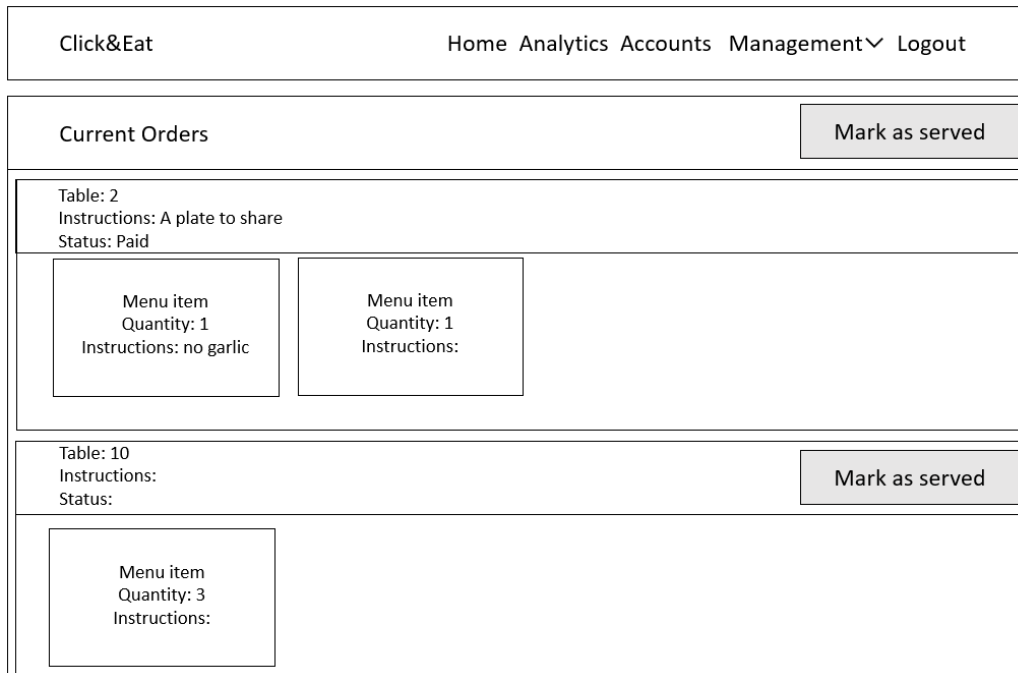 Click&Eat
Home Analytics Accounts Management Logout
Current Orders
Mark as served
Table: 2
Instructions: A plate to share
Status: Paid
Menu item
Quantity: 1
Instructions: no garlic
Menu item
Quantity: 1
Instructions:
Table: 10
Instructions:
Status:
Mark as served
Menu item
Quantity: 3
Instructions: